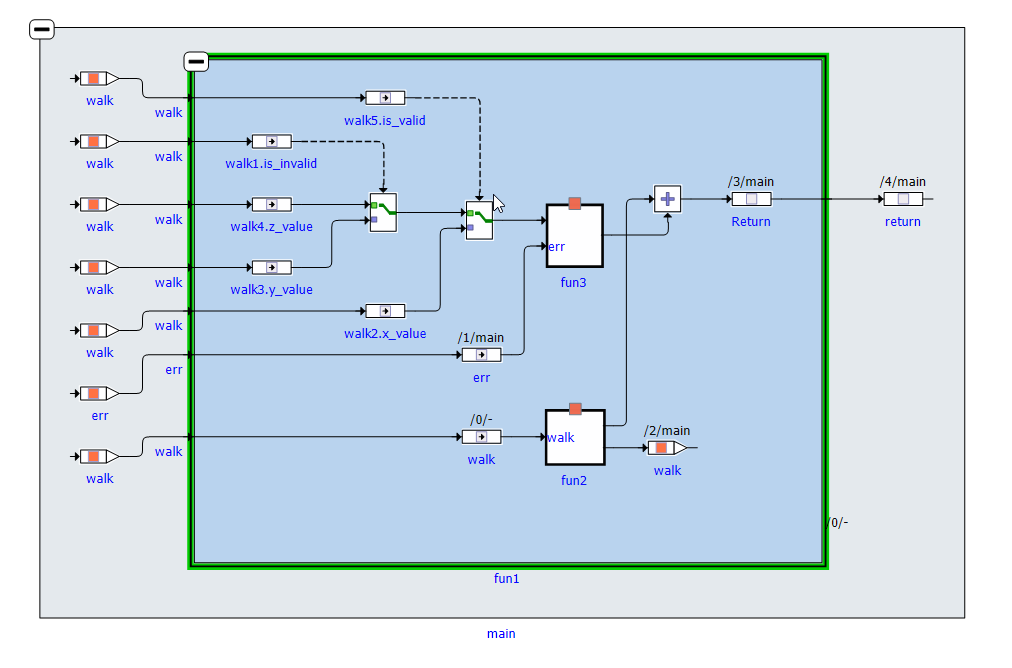 walk
walk
walk5.is_valid
walk
walk
walk1.is_invalid
/3/main
/4/main
walk
walk
walk4.z_value
Return
return
err
fun3
walk
walk
walk3.y_value
walk
walk
walk2.x_value
/1/main
err
err
err
/0/-
/2/main
walk
walk
walk
walk
walk
fun2
/0/-
fun1
main